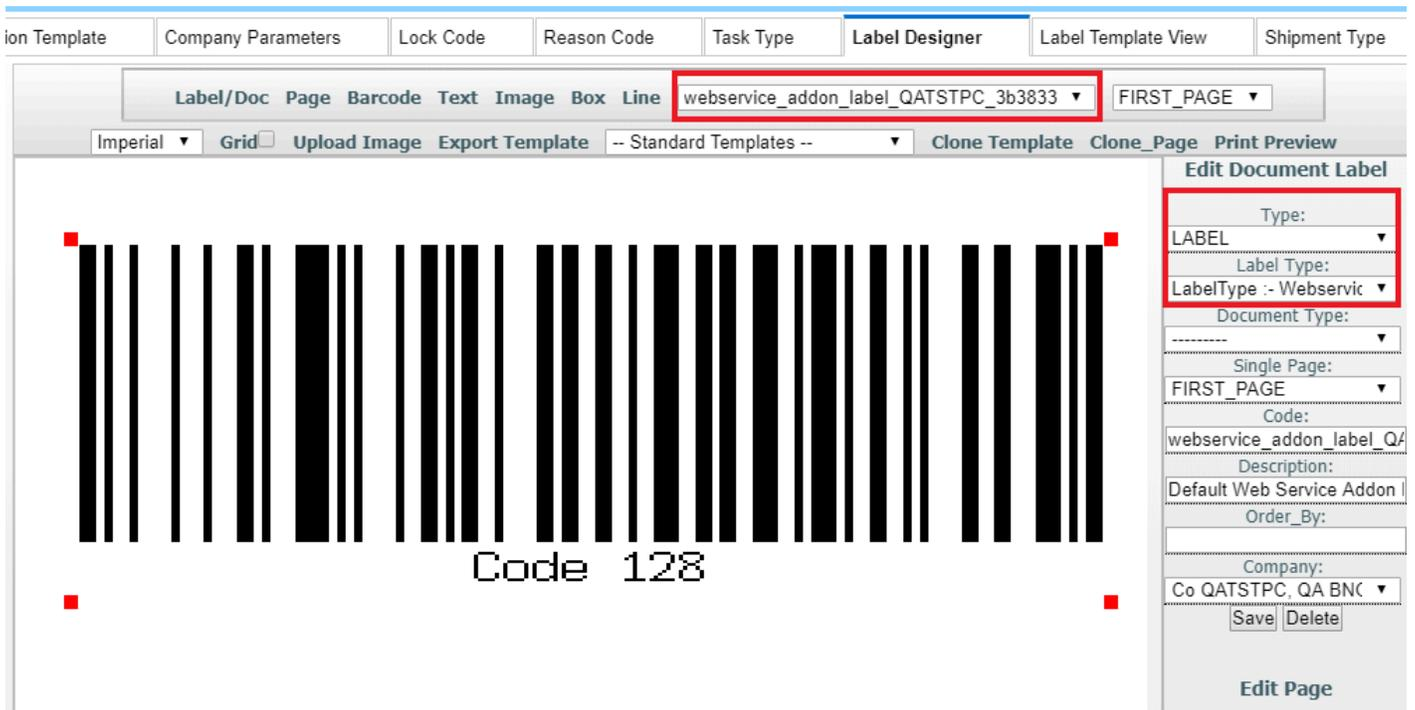 ion Template Company Parameters Lock Code Reason Code Task Type Label Designer Label Template View Shipment Type
Label/Doc Page Barcode Text Image Box Line webservice_addon_label_QATSTPC_3b3833 FIRST_PAGE
Imperial Grid Upload Image Export Template -- Standard Templates -- Clone Template Clone_Page Print Preview
Edit Document Label
Type:
LABEL
Label Type:
LabelType :- Webservic
Document Type:
---------
Single Page:
FIRST_PAGE
Code:
webservice_addon_label_QA
Description:
Default Web Service Addon l
Order_By:
Company:
Co QATSTPC, QA BNC
Save Delete
Edit Page
Code 128